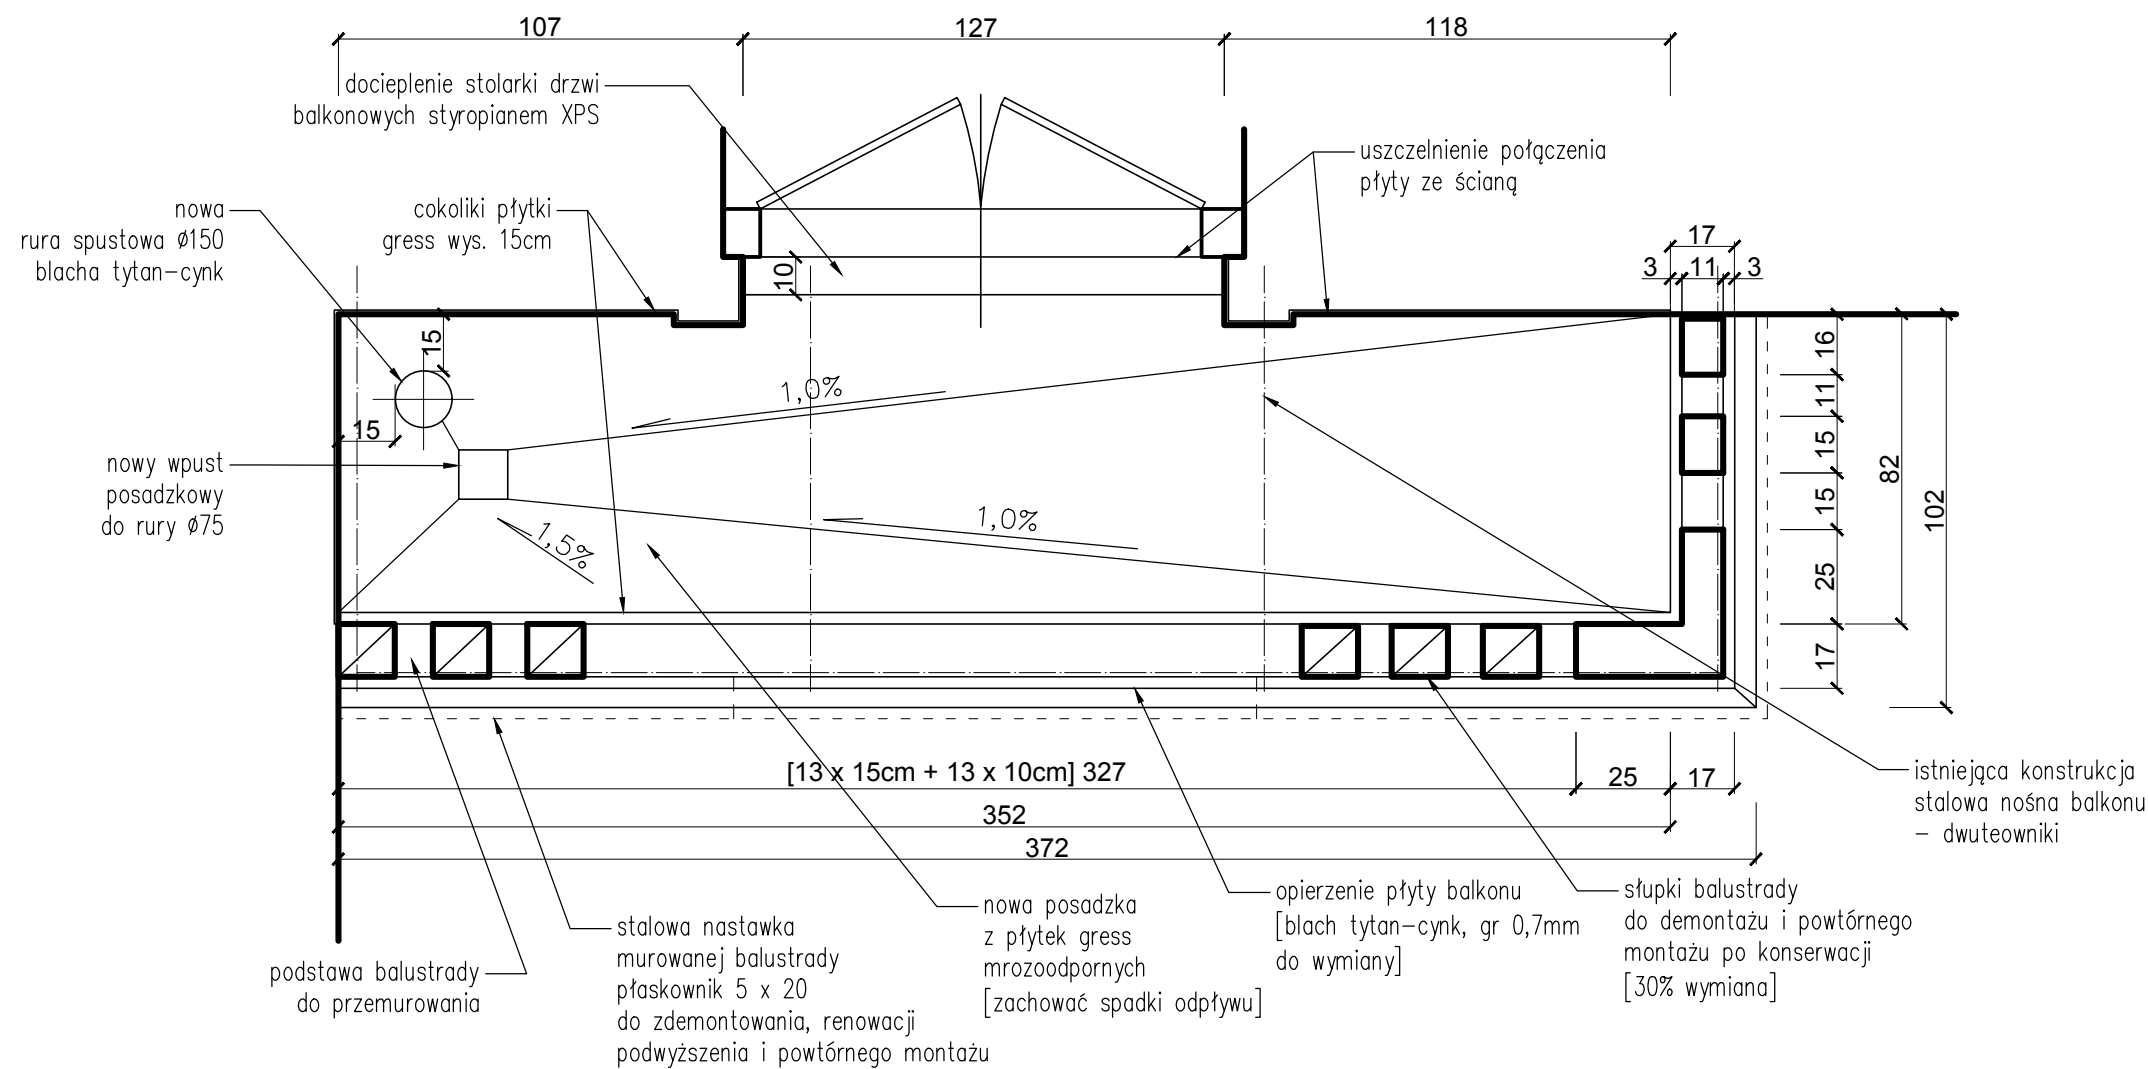 107
127
118
docieplenie stolarki drzwi
balkonowych styropianem XPS
uszczelnienie połączenia
płyty ze ścianą
nowa
rura spustowa Ø150
blacha tytan-cynk
cokoliki płytki
gress wys. 15cm
10
17
3
11
3
15
15
1,0%
16
11
15
15
25
17
82
102
nowy wpust
posadzkowy
do rury Ø75
1,5%
1,0%
[13 x 15cm + 13 x 10cm] 327
25
17
352
372
istniejąca konstrukcja
stalowa nośna balkonu
- dwuteowniki
podstawa balustrady
do przemurowania
stalowa nastawka
murowanej balustrady
płaskownik 5 x 20
do zdemontowania, renowacji
podwyższenia i powtórnego montażu
nowa posadzka
z płytek gress
mrozoodpornych
[zachować spadki odpływu]
opierzenie płyty balkonu
[blach tytan-cynk, gr 0,7mm
do wymiany]
słupki balustrady
do demontażu i powtórnego
montażu po konserwacji
[30% wymiana]